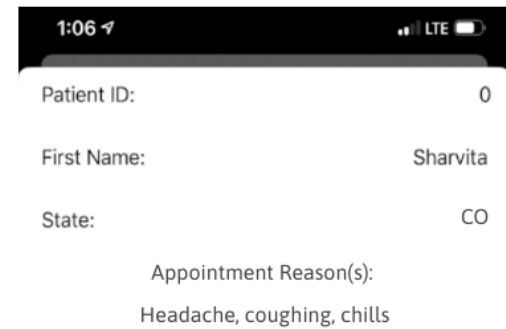 1:06 LTE
Patient ID: 0
First Name: Sharvita
State: CO
Appointment Reason(s):
Headache, coughing, chills